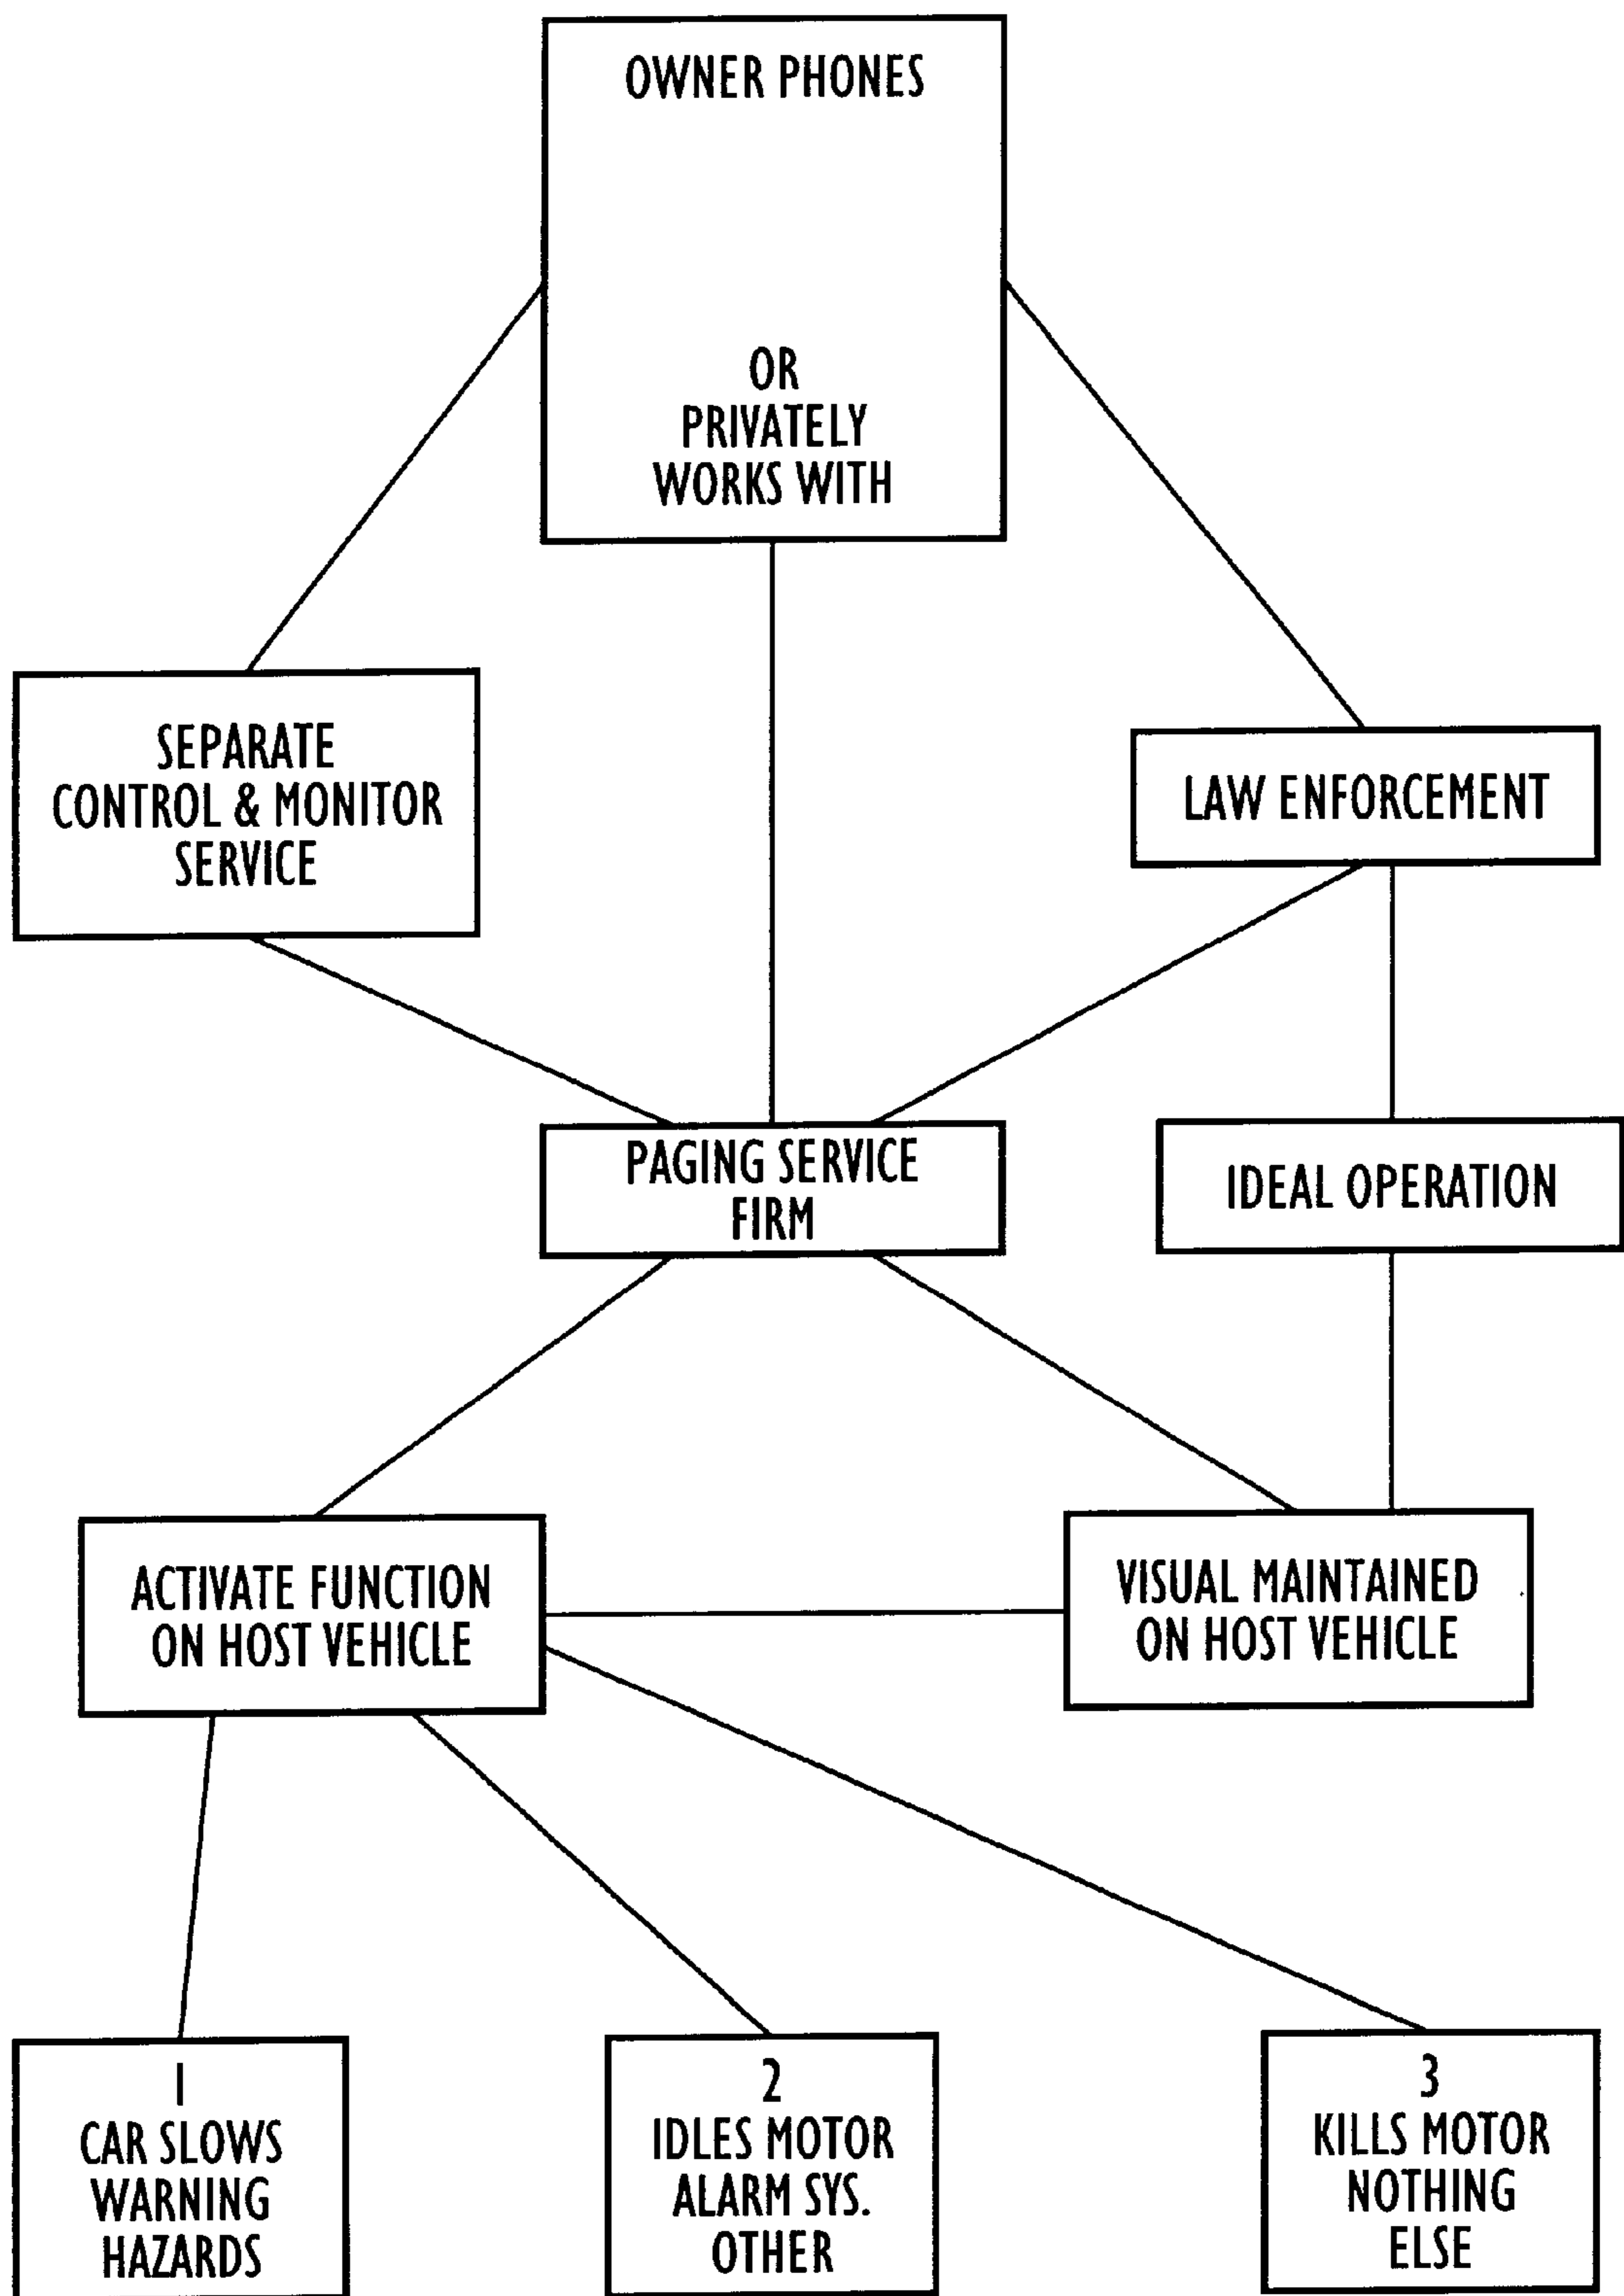 OWNER PHONES
OR
PRIVATELY
WORKS WITH
SEPARATE
CONTROL & MONITOR
SERVICE
LAW ENFORCEMENT
PAGING SERVICE
FIRM
IDEAL OPERATION
ACTIVATE FUNCTION
ON HOST VEHICLE
VISUAL MAINTAINED
ON HOST VEHICLE
1
CAR SLOWS
WARNING
HAZARDS
2
IDLES MOTOR
ALARM SYS.
OTHER
3
KILLS MOTOR
NOTHING
ELSE